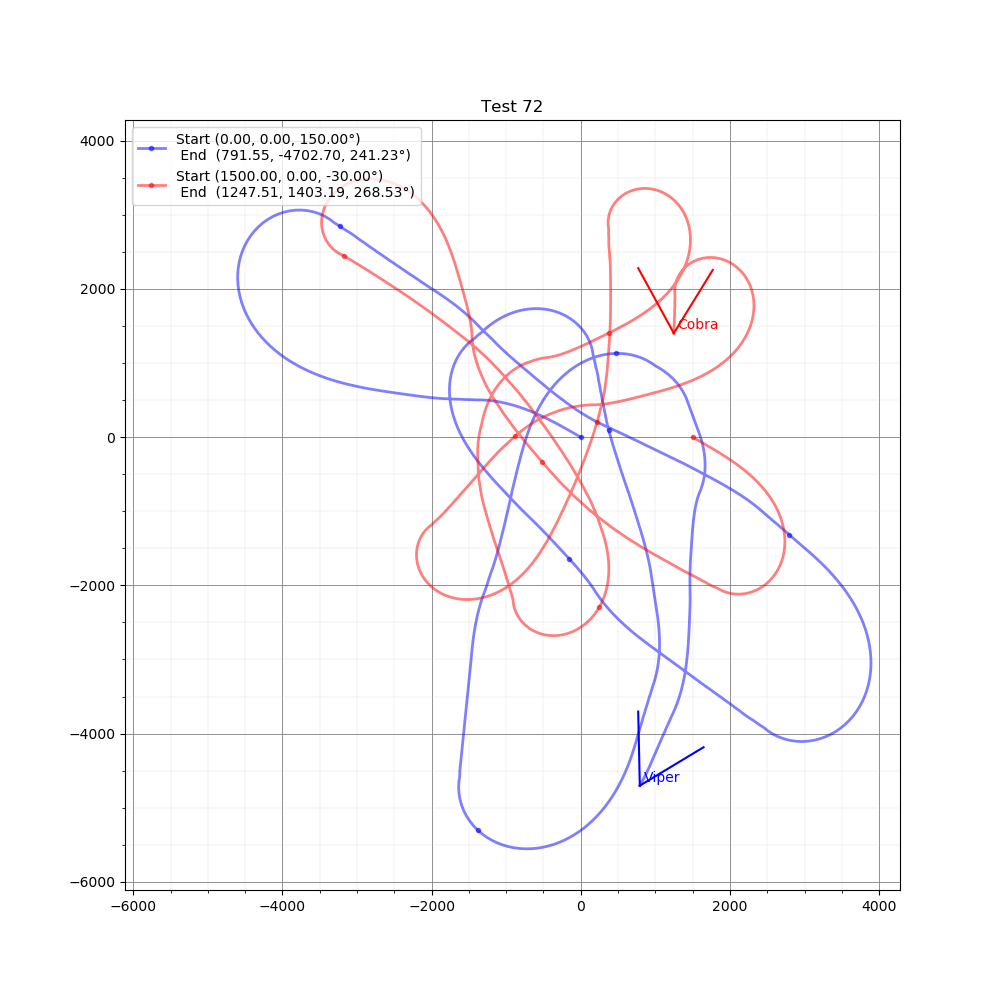 Test 72
Start (0.00, 0.00, 150.00°)
End (791.55, -4702.70, 241.23°)
Start (1500.00, 0.00, -30.00°)
End (1247.51, 1403.19, 268.53°)
4000
2000
0
−2000
−4000
−6000
Cobra
Viper
−6000 −4000 −2000 0 2000 4000